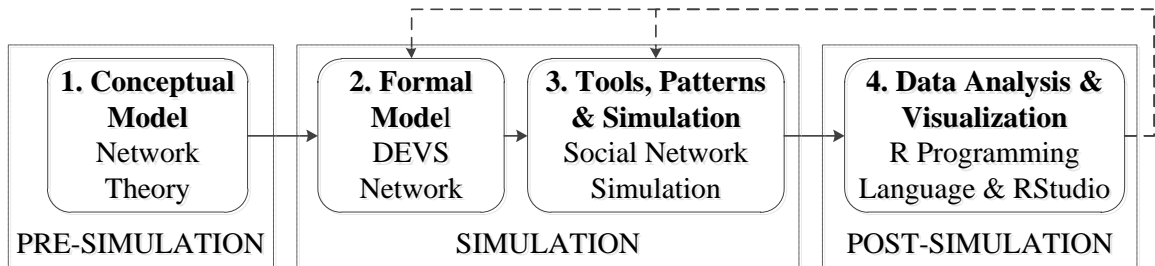 1. Conceptual
Model
Network
Theory
PRE-SIMULATION
2. Formal
Model
DEVS
Network
3. Tools, Patterns
& Simulation
Social Network
Simulation
SIMULATION
4. Data Analysis &
Visualization
R Programming
Language & RStudio
POST-SIMULATION